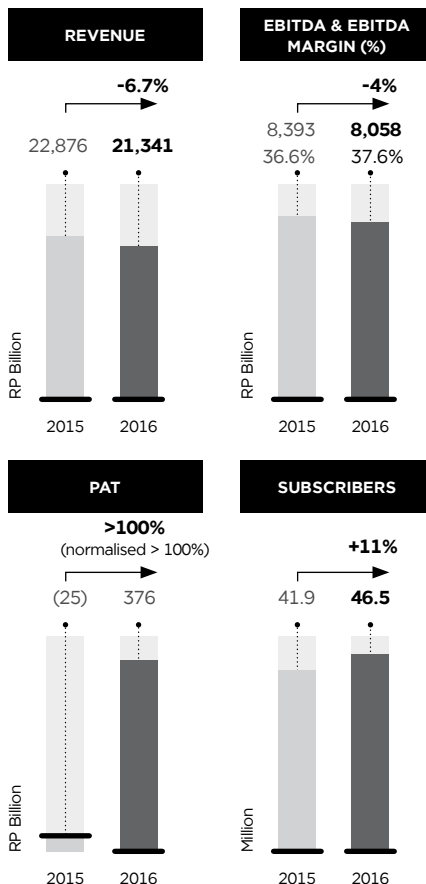 REVENUE
-6.7%
22,876 21,341
RP Billion
2015 2016
EBITDA & EBITDA
MARGIN (%)
-4%
8,393 8,058
36.6% 37.6%
RP Billion
2015 2016
PAT
>100%
(normalised > 100%)
(25) 376
RP Billion
2015 2016
SUBSCRIBERS
+11%
41.9 46.5
Million
2015 2016